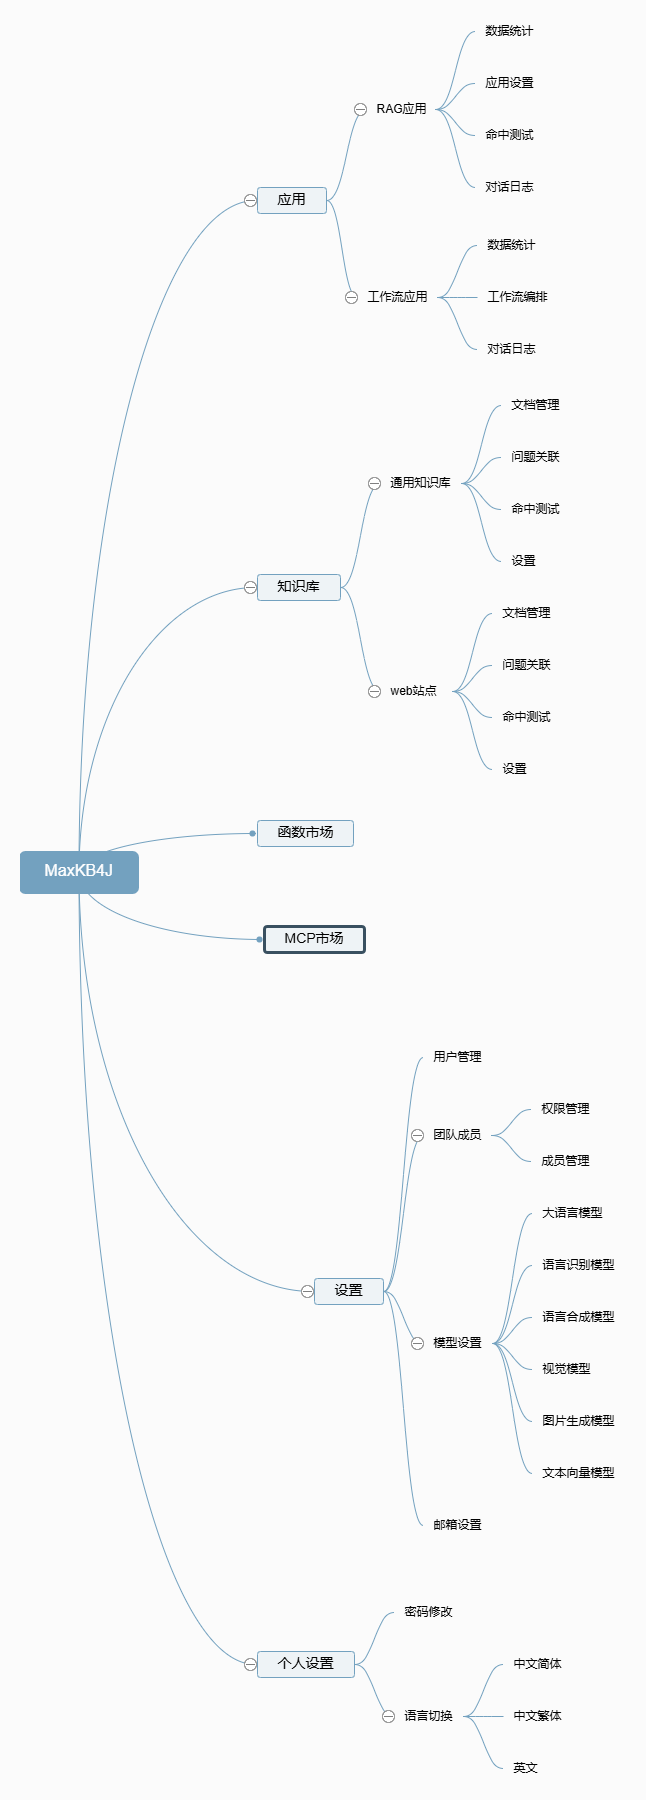 MaxKB4J
应用
RAG应用
数据统计
应用设置
命中测试
对话日志
工作流应用
数据统计
工作流编排
对话日志
知识库
通用知识库
文档管理
问题关联
命中测试
设置
web站点
文档管理
问题关联
命中测试
设置
函数市场
MCP市场
设置
用户管理
团队成员
权限管理
成员管理
模型设置
大语言模型
语言识别模型
语言合成模型
视觉模型
图片生成模型
文本向量模型
邮箱设置
个人设置
密码修改
语言切换
中文简体
中文繁体
英文